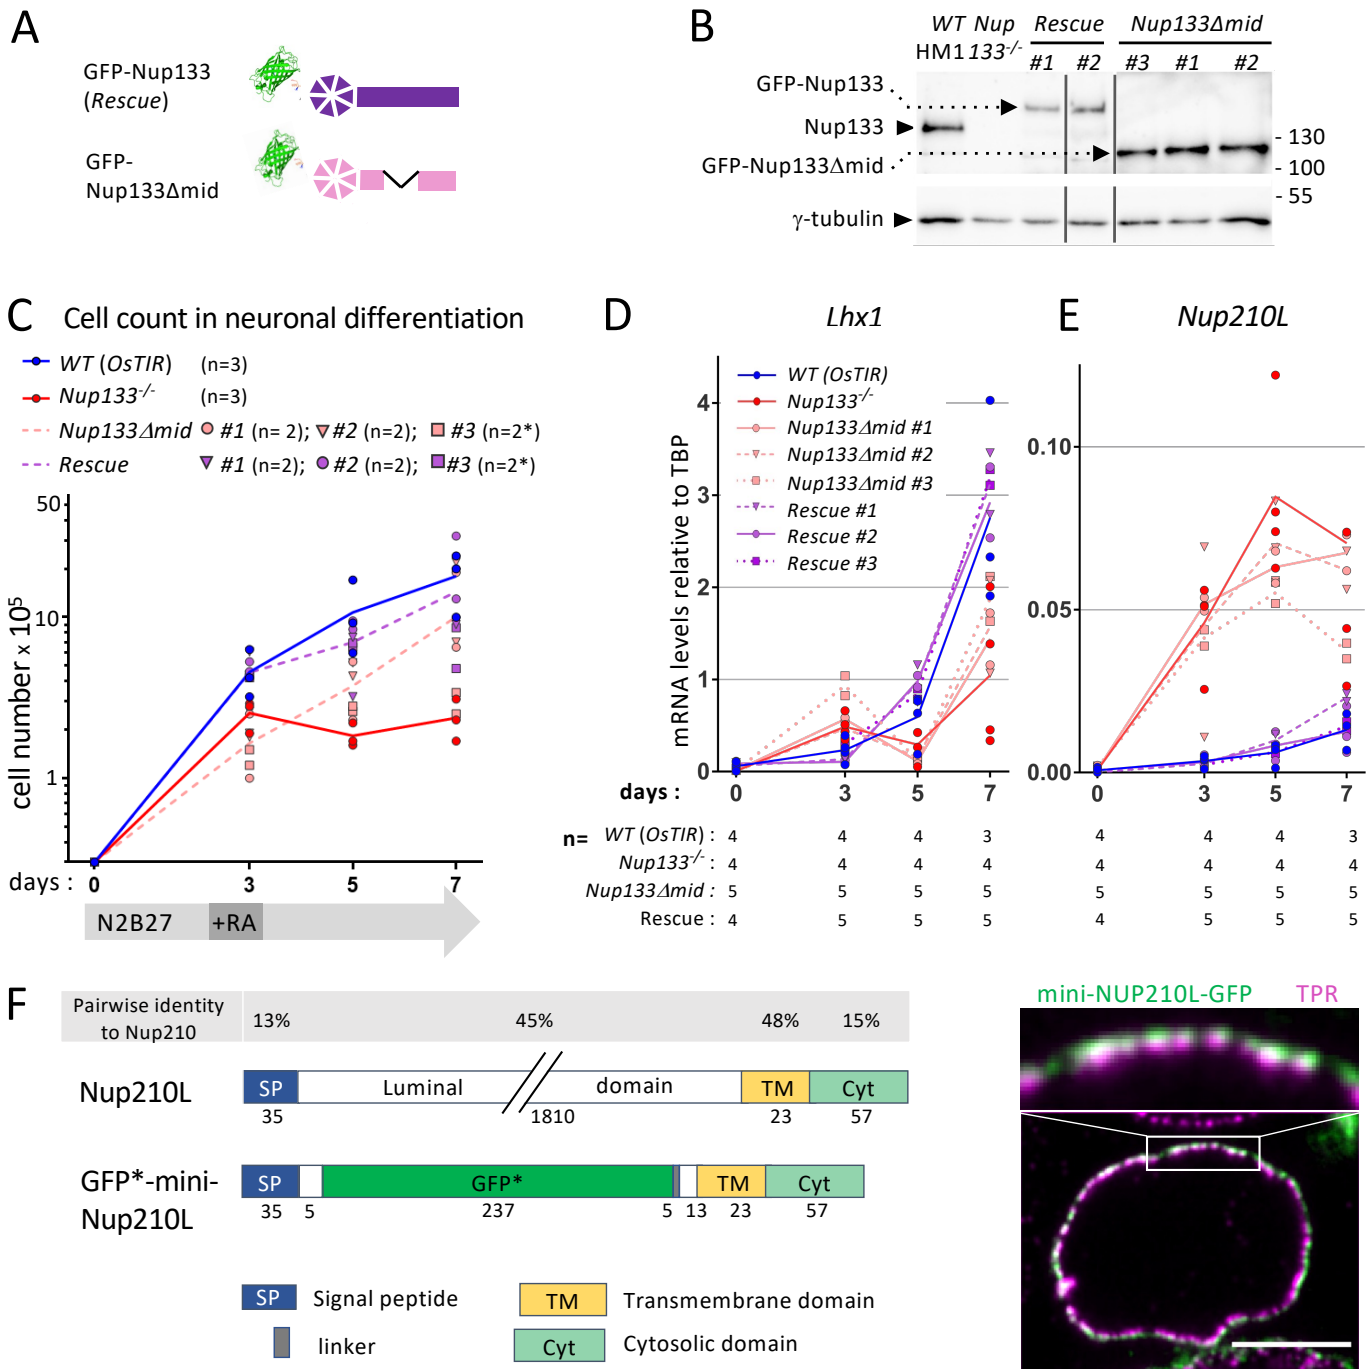 A
GFP-Nup133
(Rescue)
GFP-
Nup133Δmid
B
WT Nup Rescue Nup133Δmid
HM1 133-/- #1 #2 #3 #1 #2
GFP-Nup133
Nup133
GFP-Nup133Δmid
- 130
- 100
- 55
γ-tubulin
C Cell count in neuronal differentiation
WT (OsTIR) (n=3)
Nup133-/- (n=3)
Nup133Δmid #1 (n= 2); #2 (n=2); #3 (n=2*)
Rescue #1 (n=2); #2 (n=2); #3 (n=2*)
cell number x 10⁵
50
10
1
days : 0 3 5 7
N2B27 +RA
D Lhx1
WT (OsTIR)
Nup133-/-
Nup133Δmid #1
Nup133Δmid #2
Nup133Δmid #3
Rescue #1
Rescue #2
Rescue #3
mRNA levels relative to TBP
4
3
2
1
0
days : 0 3 5 7
E Nup210L
0.10
0.05
0.00
0 3 5 7
n= WT (OsTIR) : 4 4 4 3 4 4 4 3
Nup133-/- : 4 4 4 4 4 4 4 4
Nup133Δmid : 5 5 5 5 5 5 5 5
Rescue : 4 5 5 5 4 5 5 5
F
Pairwise identity
to Nup210
13% 45% 48% 15%
Nup210L
SP Luminal domain TM Cyt
35 1810 23 57
GFP*-mini-
Nup210L
SP GFP* TM Cyt
35 5 237 5 13 23 57
SP Signal peptide
TM Transmembrane domain
linker
Cyt Cytosolic domain
mini-NUP210L-GFP TPR